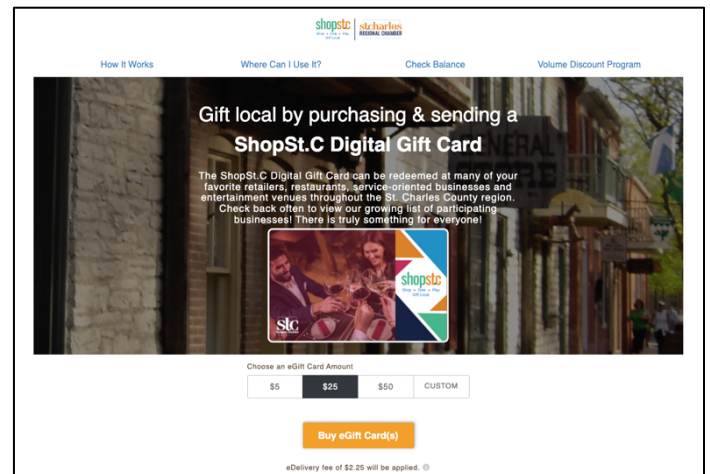 shopstc
Shop • Dine • Play
Gift Local
stcharles
REGIONAL CHAMBER
How It Works
Where Can I Use It?
Check Balance
Volume Discount Program
Gift local by purchasing & sending a
ShopSt.C Digital Gift Card
The ShopSt.C Digital Gift Card can be redeemed at many of your
favorite retailers, restaurants, service-oriented businesses and
entertainment venues throughout the St. Charles County region.
Check back often to view our growing list of participating
businesses! There is truly something for everyone!
shopstc
Shop • Dine • Play
Gift Local
stc
Choose an eGift Card Amount
$5
$25
$50
CUSTOM
Buy eGift Card(s)
eDelivery fee of $2.25 will be applied.